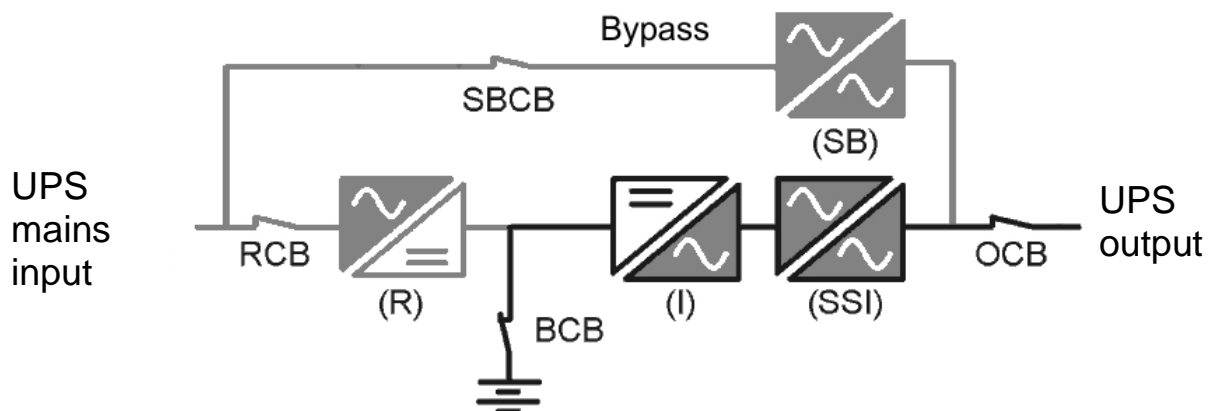 Bypass
SBCB
(SB)
UPS
mains
input
RCB
(R)
BCB
(I)
(SSI)
OCB
UPS
output